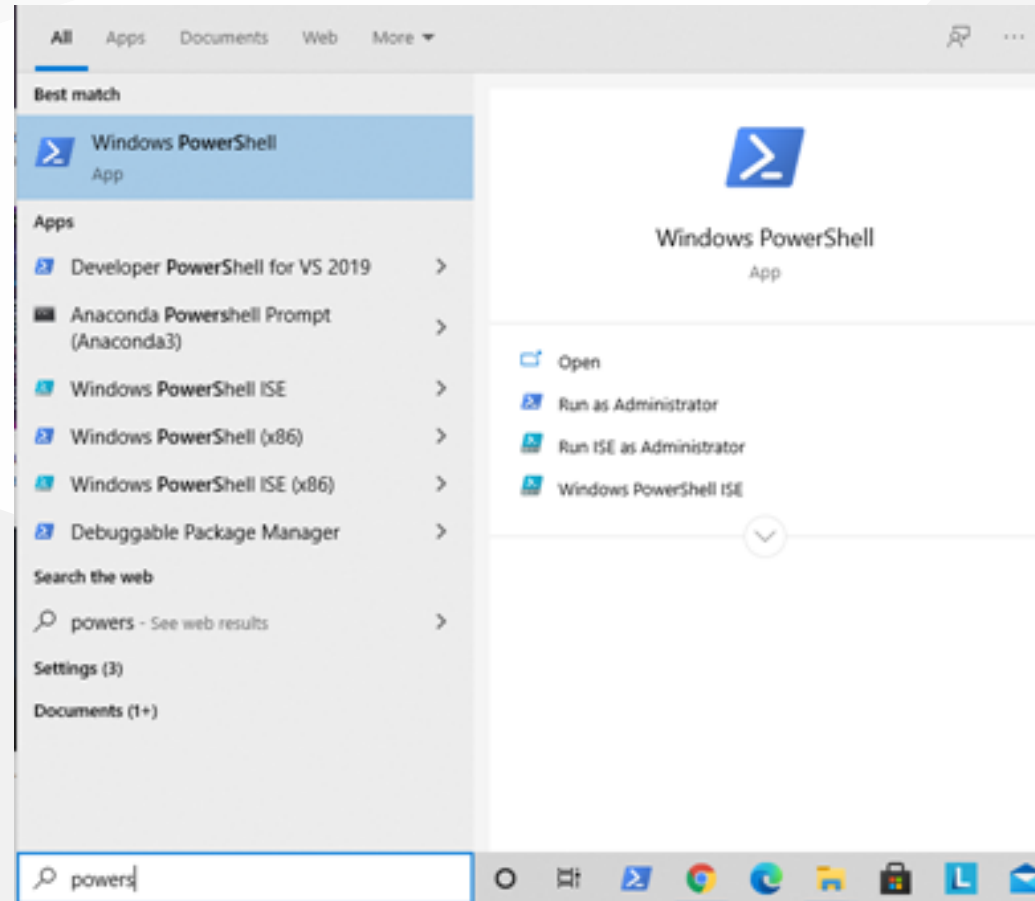 All Apps Documents Web More
Best match
Windows PowerShell
App
Apps
Developer PowerShell for VS 2019
Anaconda Powershell Prompt
(Anaconda3)
Windows PowerShell ISE
Windows PowerShell (x86)
Windows PowerShell ISE (x86)
Debuggable Package Manager
Search the web
powers - See web results
Settings (3)
Documents (1+)
powers
Windows PowerShell
App
Open
Run as Administrator
Run ISE as Administrator
Windows PowerShell ISE
L